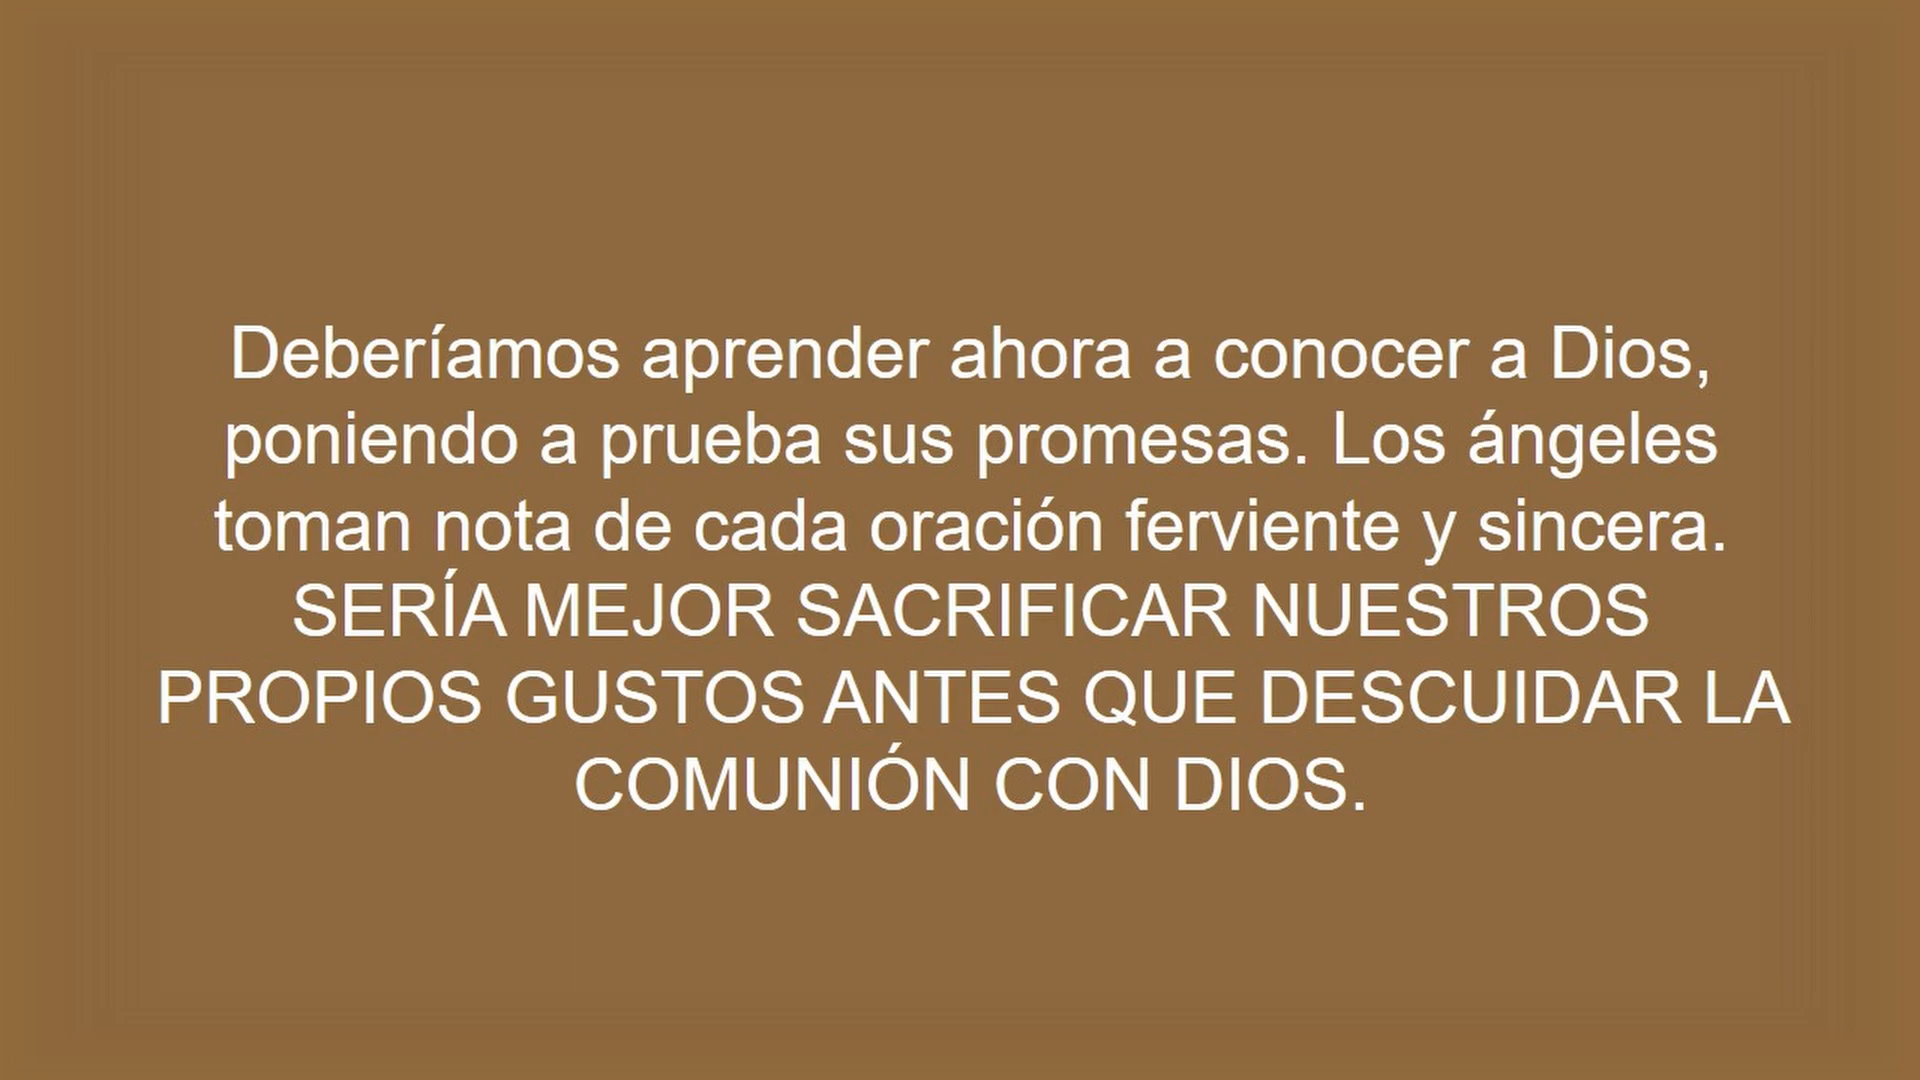 Deberíamos aprender ahora a conocer a Dios,
poniendo a prueba sus promesas. Los ángeles
toman nota de cada oración ferviente y sincera.
SERÍA MEJOR SACRIFICAR NUESTROS
PROPIOS GUSTOS ANTES QUE DESCUIDAR LA
COMUNIÓN CON DIOS.